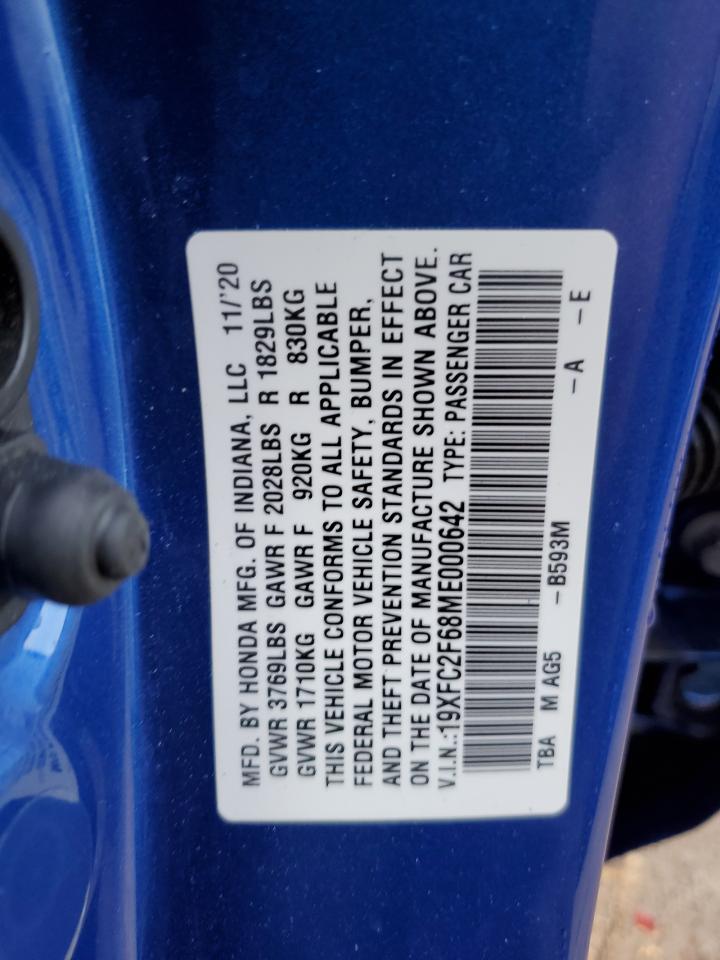 MFD. BY HONDA MFG. OF INDIANA, LLC 11/'20
GVWR 3769LBS GAWR F 2028LBS R 1829LBS
GVWR 1710KG GAWR F 920KG R 830KG
THIS VEHICLE CONFORMS TO ALL APPLICABLE
FEDERAL MOTOR VEHICLE SAFETY, BUMPER,
AND THEFT PREVENTION STANDARDS IN EFFECT
ON THE DATE OF MANUFACTURE SHOWN ABOVE.
V.I.N.:19XFC2F68ME000642 TYPE: PASSENGER CAR
TBA M AG5 -B593M -A -E